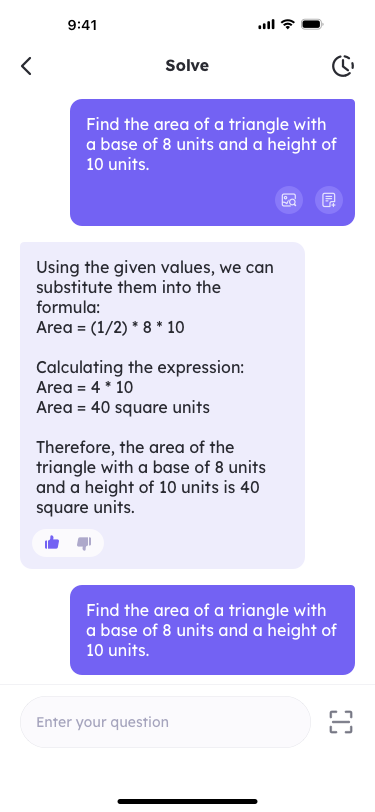 9:41
Solve
Find the area of a triangle with
a base of 8 units and a height of
10 units.
Using the given values, we can
substitute them into the
formula:
Area = (1/2) * 8 * 10
Calculating the expression:
Area = 4 * 10
Area = 40 square units
Therefore, the area of the
triangle with a base of 8 units
and a height of 10 units is 40
square units.
Find the area of a triangle with
a base of 8 units and a height of
10 units.
Enter your question